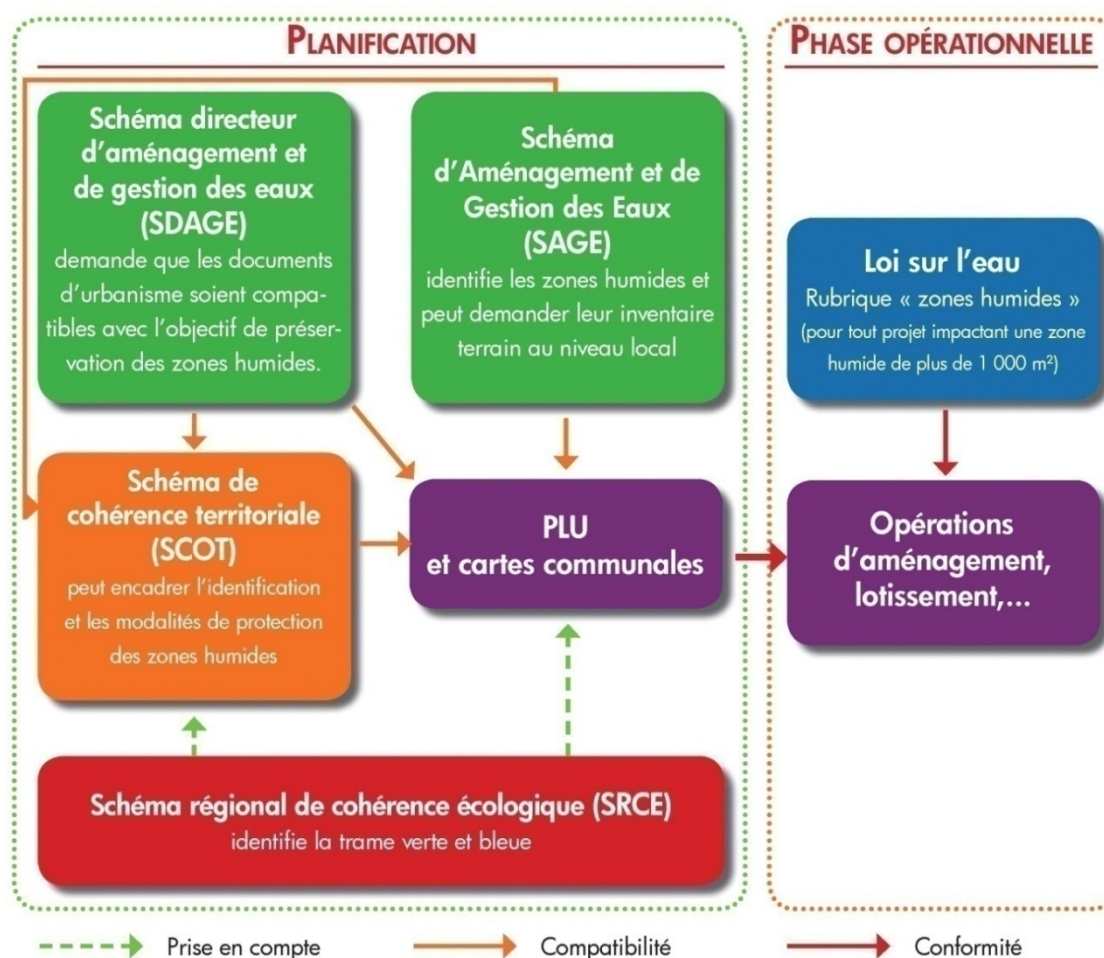 PLANIFICATION
Schéma directeur
d’aménagement et
de gestion des eaux
(SDAGE)
demande que les documents
d’urbanisme soient compa-
tibles avec l’objectif de préser-
vation des zones humides.
Schéma
d’Aménagement et de
Gestion des Eaux
(SAGE)
identifie les zones humides et
peut demander leur inventaire
terrain au niveau local
Schéma de
cohérence territoriale
(SCOT)
peut encadrer l’identification
et les modalités de protection
des zones humides
PLU
et cartes communales
Schéma régional de cohérence écologique (SRCE)
identifie la trame verte et bleue
PHASE OPÉRATIONNELLE
Loi sur l’eau
Rubrique « zones humides »
(pour tout projet impactant une zone
humide de plus de 1 000 m²)
Opérations
d’aménagement,
lotissement,...
Prise en compte
Compatibilité
Conformité